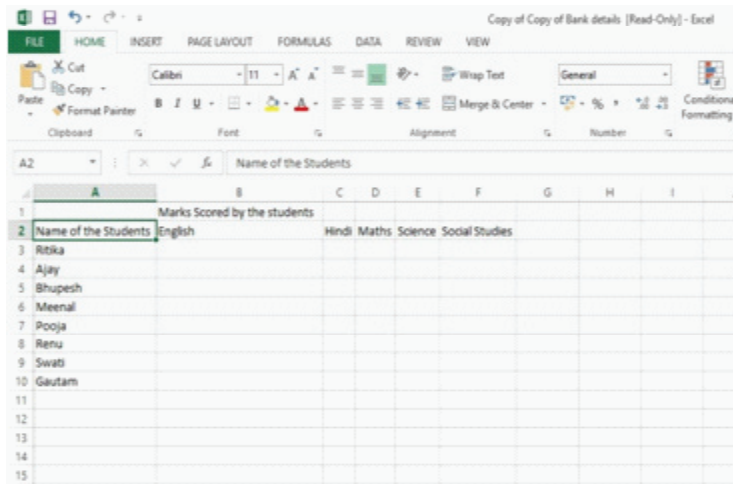 Copy of Copy of Bank details [Read-Only] - Excel
FILE HOME INSERT PAGE LAYOUT FORMULAS DATA REVIEW VIEW
Cut
Copy
Format Painter
Paste
Calibri 11 A A
Wrap Text
General
B I U A
Merge & Center
% ,
Conditional
Formatting
Clipboard Font Alignment Number
A2 fx Name of the Students
A B C D E F G H I
1 Marks Scored by the students
2 Name of the Students English Hindi Maths Science Social Studies
3 Ritika
4 Ajay
5 Bhupesh
6 Meenal
7 Pooja
8 Renu
9 Swati
10 Gautam
11
12
13
14
15